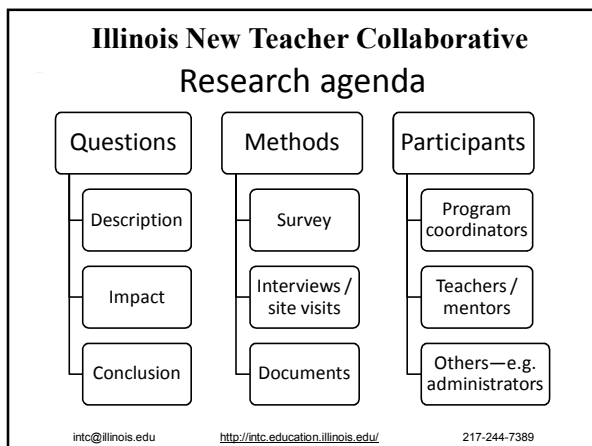 Illinois New Teacher Collaborative
Research agenda
Questions
Description
Impact
Conclusion
Methods
Survey
Interviews /
site visits
Documents
Participants
Program
coordinators
Teachers /
mentors
Others—e.g.
administrators
intc@illinois.edu http://intc.education.illinois.edu/ 217-244-7389